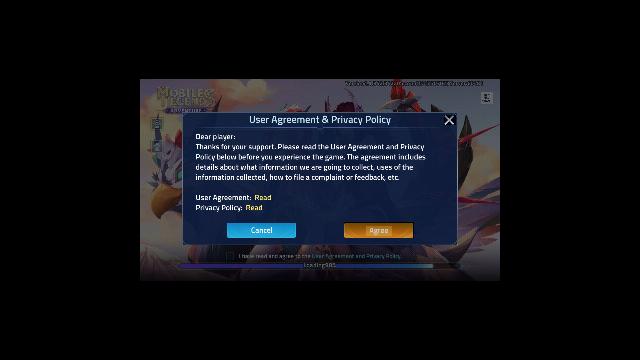 MOBILE
LEGENDS
ADVENTURE
User Agreement & Privacy Policy
Dear player:
Thanks for your support. Please read the User Agreement and Privacy
Policy below before you experience the game. The agreement includes
details about what information we are going to collect, uses of the
information collected, how to file a complaint or feedback, etc.
User Agreement: Read
Privacy Policy: Read
Cancel
Agree
I have read and agree to the User Agreement and Privacy Policy.